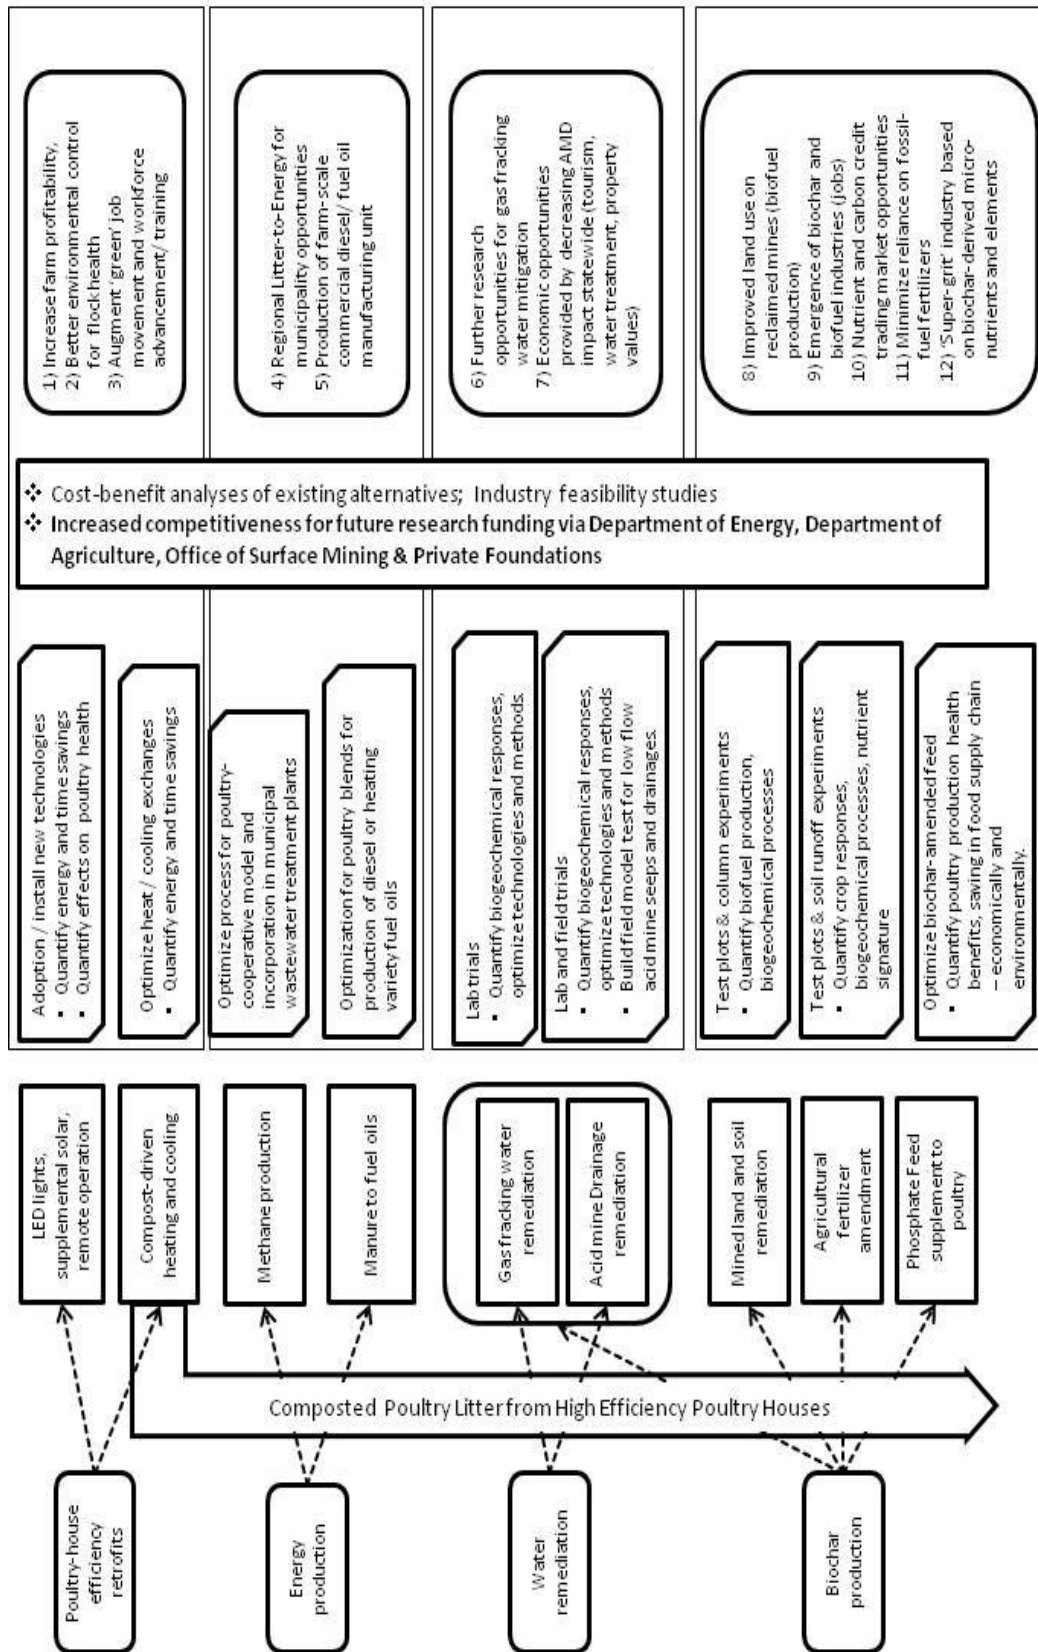 Poultry-house
efficiency
retrofits
Energy
production
Water
remediation
Biochar
production
Composted Poultry Litter from High Efficiency Poultry Houses
LED lights,
supplemental solar,
remote operation
Compost-driven
heating and cooling
Methane production
Manure to fuel oils
Gas fracking water
remediation
Acid mine Drainage
remediation
Mined land and soil
remediation
Agricultural
fertilizer
amendment
Phosphate Feed
supplement to
poultry
Adoption / install new technologies
▪ Quantify energy and time savings
▪ Quantify effects on poultry health
Optimize heat / cooling exchanges
▪ Quantify energy and time savings
Optimize process for poultry-
cooperative model and
incorporation in municipal
wastewater treatment plants
Optimization for poultry blends for
production of diesel or heating
variety fuel oils
Lab trials
▪ Quantify biogeochemical responses,
optimize technologies and methods.
Lab and field trials
▪ Quantify biogeochemical responses,
optimize technologies and methods
▪ Build field model test for low flow
acid mine seeps and drainages.
Test plots & column experiments
▪ Quantify biofuel production,
biogeochemical processes
Test plots & soil runoff experiments
▪ Quantify crop responses,
biogeochemical processes, nutrient
signature
Optimize biochar-amended feed
▪ Quantify poultry production health
benefits, saving in food supply chain
– economically and
environmentally.
❖ Cost-benefit analyses of existing alternatives; Industry feasibility studies
❖ Increased competitiveness for future research funding via Department of Energy, Department of
Agriculture, Office of Surface Mining & Private Foundations
1) Increase farm profitability,
2) Better environmental control
for flock health
3) Augment 'green' job
movement and workforce
advancement/ training
4) Regional Litter-to-Energy for
municipality opportunities
5) Production of farm-scale
commercial diesel/ fuel oil
manufacturing unit
6) Further research
opportunities for gas fracking
water mitigation
7) Economic opportunities
provided by decreasing AMD
impact statewide (tourism,
water treatment, property
values)
8) Improved land use on
reclaimed mines (biofuel
production)
9) Emergence of biochar and
biofuel industries (jobs)
10) Nutrient and carbon credit
trading market opportunities
11) Minimize reliance on fossil-
fuel fertilizers
12) 'Super-grit' industry based
on biochar-derived micro-
nutrients and elements